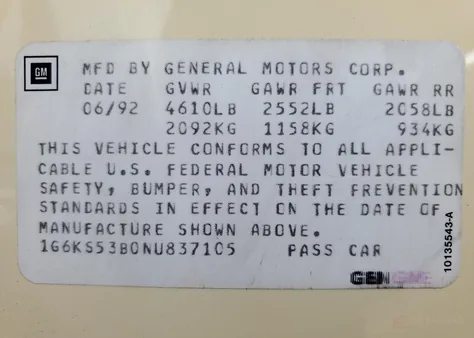 GM
MFD BY GENERAL MOTORS CORP.
DATE GVWR GAWR FRT GAWR RR
06/92 4610LB 2552LB 2058LB
2092KG 1158KG 934KG
THIS VEHICLE CONFORMS TO ALL APPLI-
CABLE U.S. FEDERAL MOTOR VEHICLE
SAFETY, BUMPER, AND THEFT PREVENTION
STANDARDS IN EFFECT ON THE DATE OF
MANUFACTURE SHOWN ABOVE.
1G6KS53B0NU837105 PASS CAR
GEN GME
10135543-A